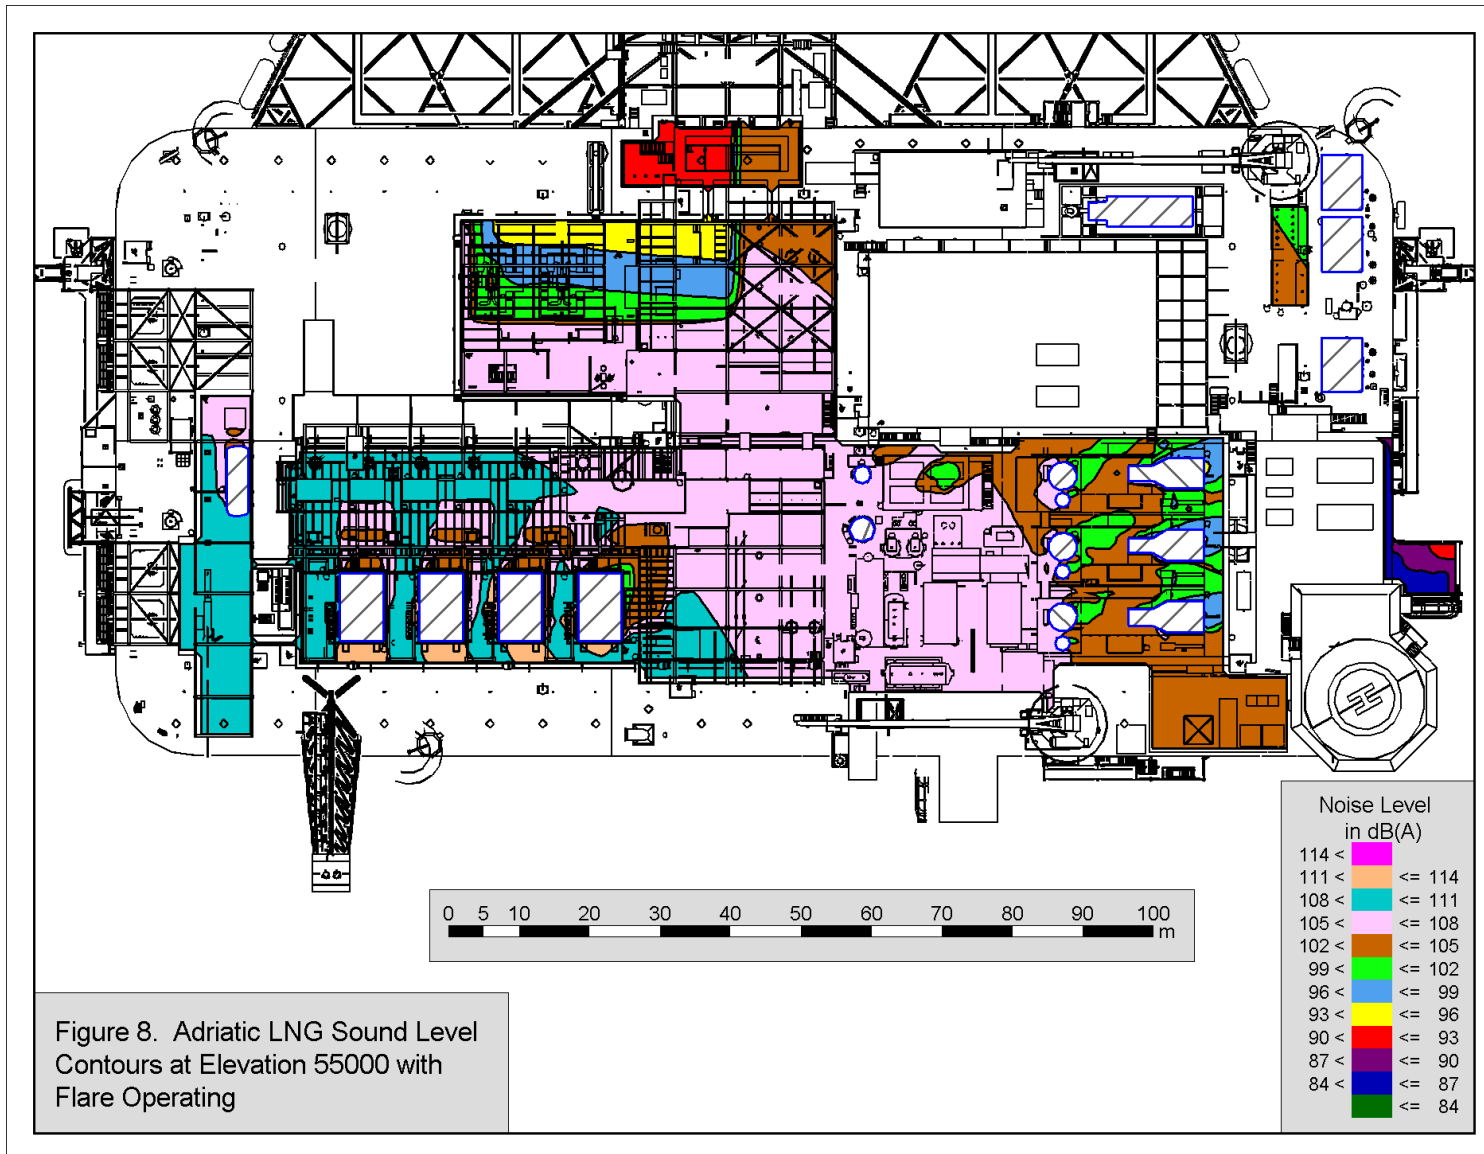 Noise Level
in dB(A)
114 <
111 < <= 114
108 < <= 111
105 < <= 108
102 < <= 105
99 < <= 102
96 < <= 99
93 < <= 96
90 < <= 93
87 < <= 90
84 < <= 87
<= 84
0 5 10 20 30 40 50 60 70 80 90 100
m
Figure 8. Adriatic LNG Sound Level
Contours at Elevation 55000 with
Flare Operating